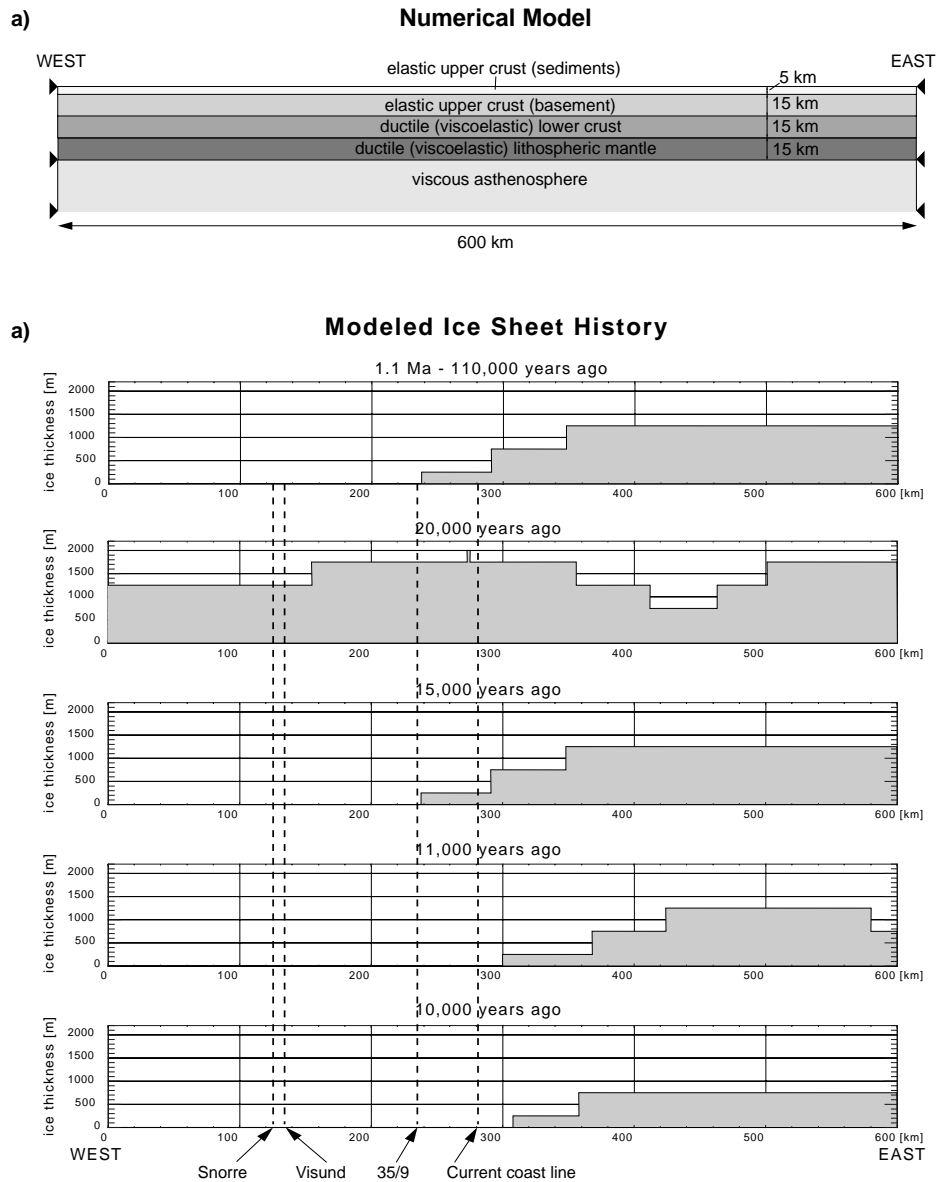 a)
Numerical Model
WEST
EAST
elastic upper crust (sediments)
5 km
elastic upper crust (basement)
15 km
ductile (viscoelastic) lower crust
15 km
ductile (viscoelastic) lithospheric mantle
15 km
viscous asthenosphere
600 km
a)
Modeled Ice Sheet History
1.1 Ma - 110,000 years ago
ice thickness [m]
2000
1500
1000
500
0
0 100 200 300 400 500 600 [km]
20,000 years ago
ice thickness [m]
2000
1500
1000
500
0
0 100 200 300 400 500 600 [km]
15,000 years ago
ice thickness [m]
2000
1500
1000
500
0
0 100 200 300 400 500 600 [km]
11,000 years ago
ice thickness [m]
2000
1500
1000
500
0
0 100 200 300 400 500 600 [km]
10,000 years ago
ice thickness [m]
2000
1500
1000
500
0
0 100 200 300 400 500 600 [km]
WEST
EAST
Snorre
Visund
35/9
Current coast line